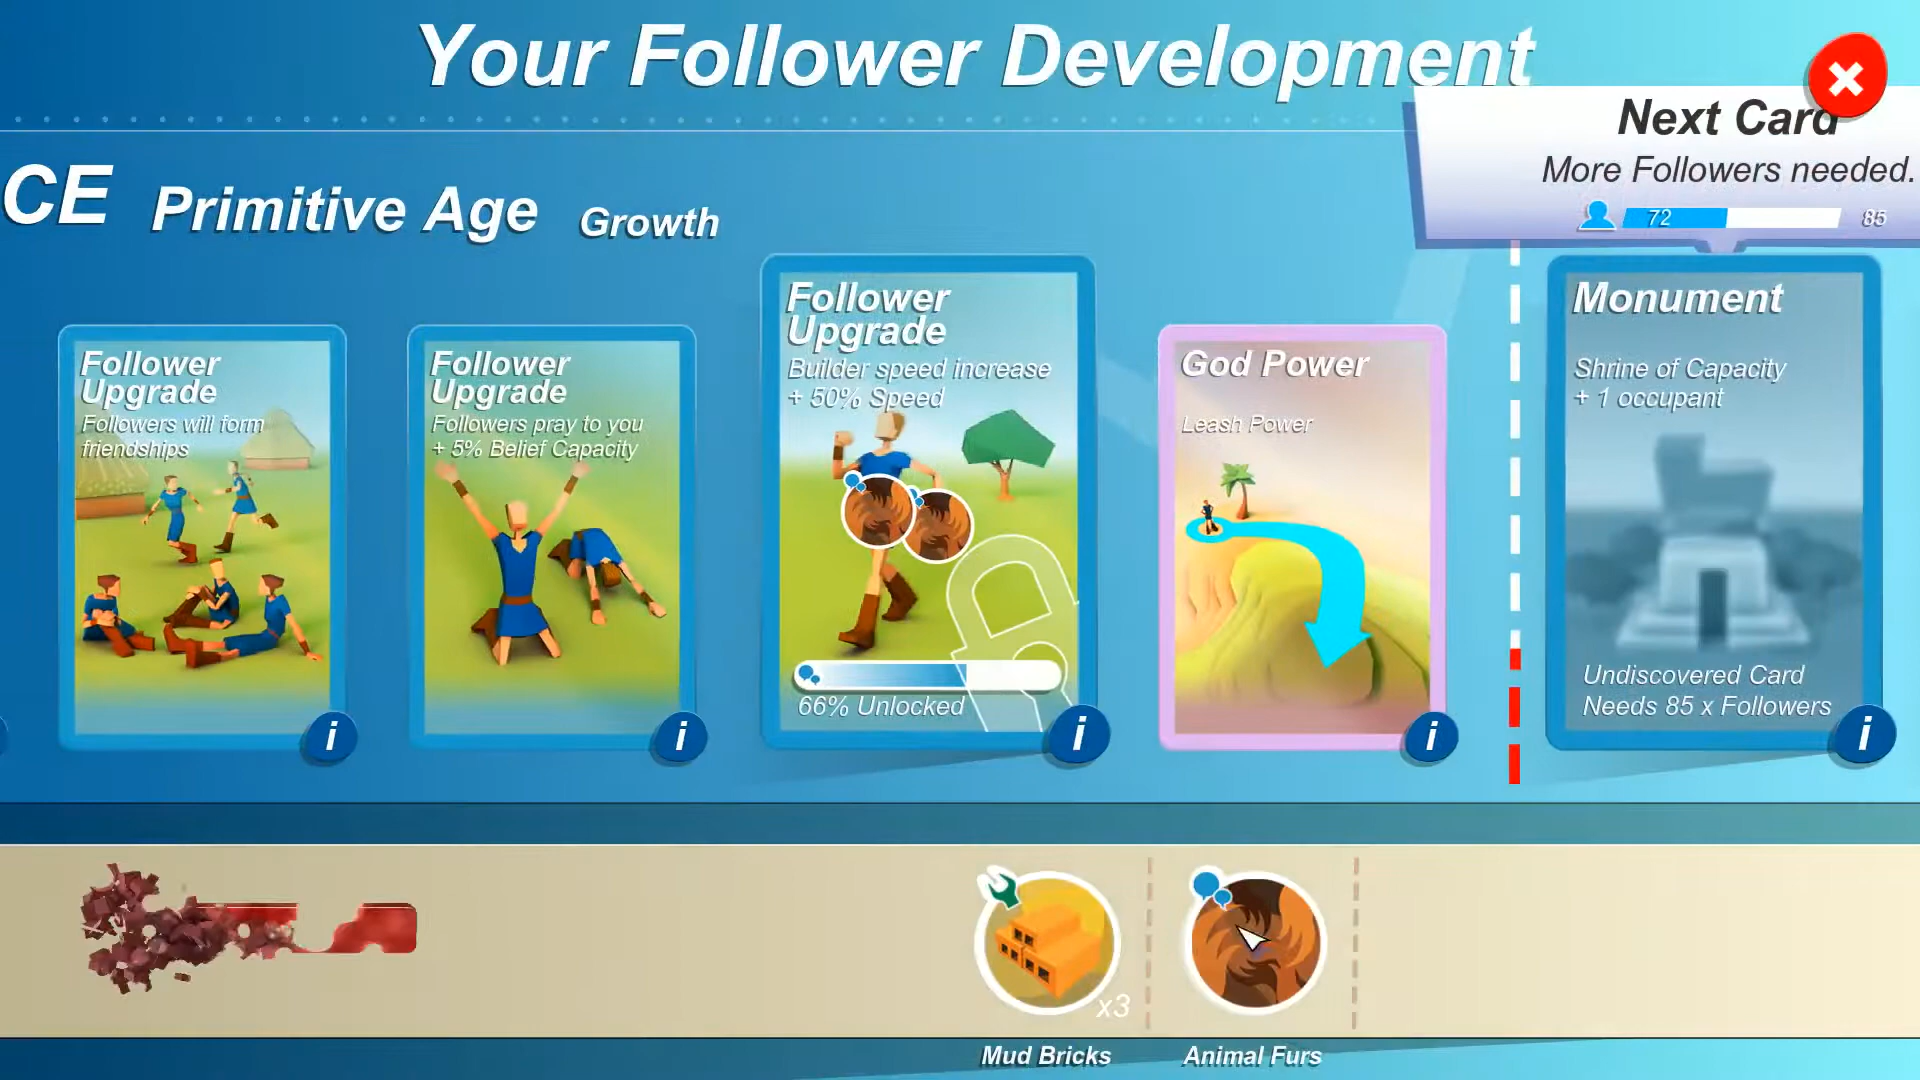 Your Follower Development
Next Card
More Followers needed.
72
85
CE
Primitive Age
Growth
Follower
Upgrade
Followers will form
friendships
i
Follower
Upgrade
Followers pray to you
+ 5% Belief Capacity
i
Follower
Upgrade
Builder speed increase
+ 50% Speed
66% Unlocked
i
God Power
Leash Power
i
Monument
Shrine of Capacity
+ 1 occupant
Undiscovered Card
Needs 85 x Followers
i
x3
Mud Bricks
Animal Furs